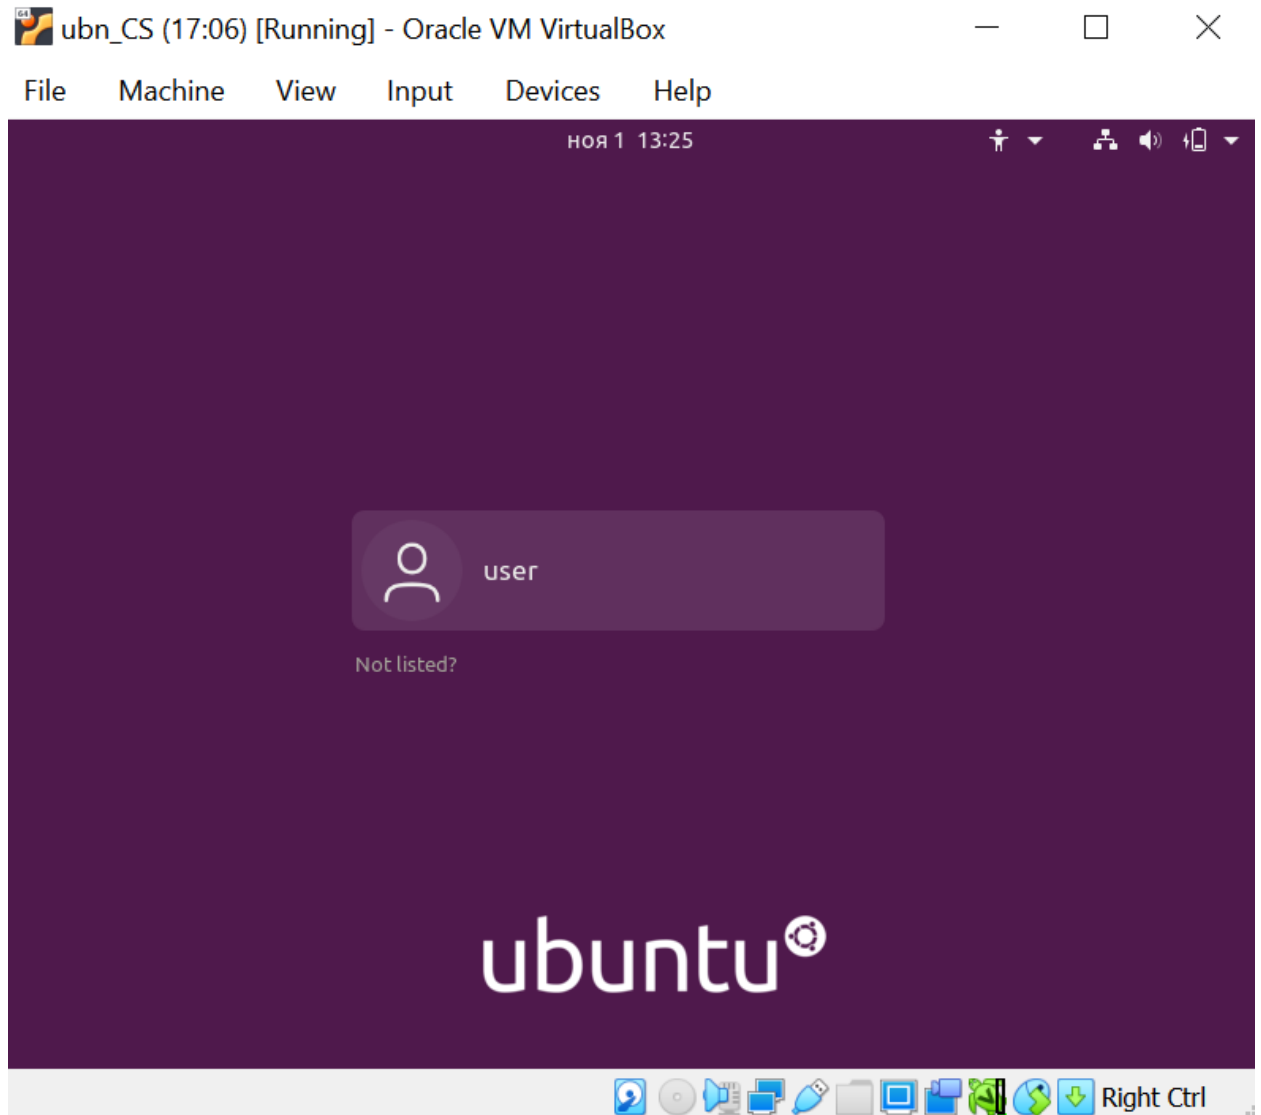 ubn_CS (17:06) [Running] - Oracle VM VirtualBox
File Machine View Input Devices Help
ноя 1 13:25
user
Not listed?
ubuntu
Right Ctrl